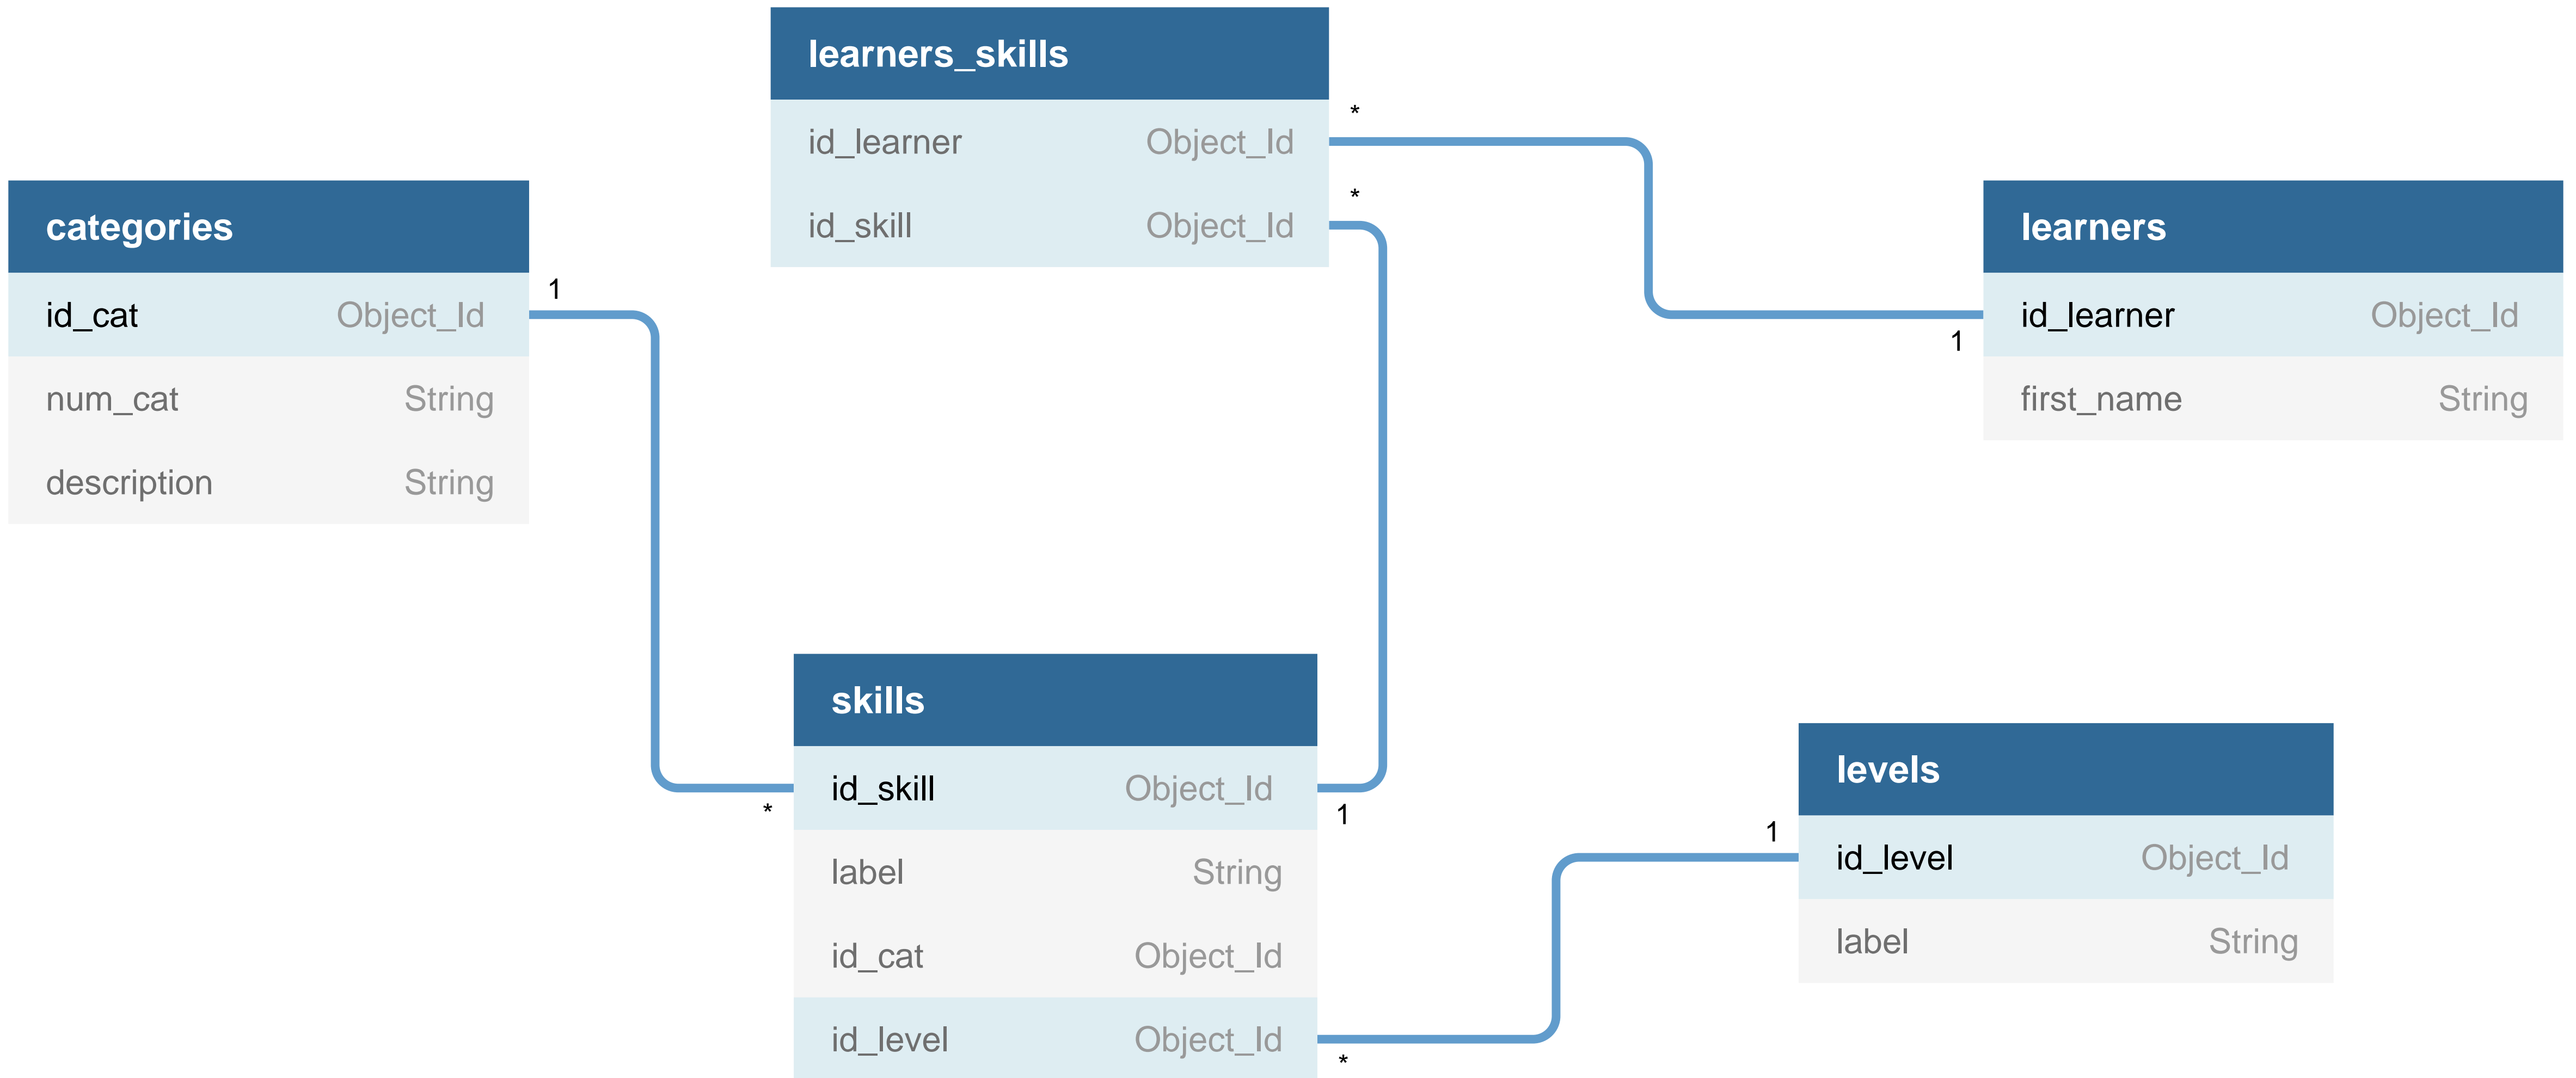 learners_skills
id_learner Object_Id
*
id_skill Object_Id
*
categories
id_cat Object_Id
1
num_cat String
description String
learners
id_learner Object_Id
1
first_name String
skills
id_skill Object_Id
*
1
label String
id_cat Object_Id
id_level Object_Id
*
levels
id_level Object_Id
1
label String